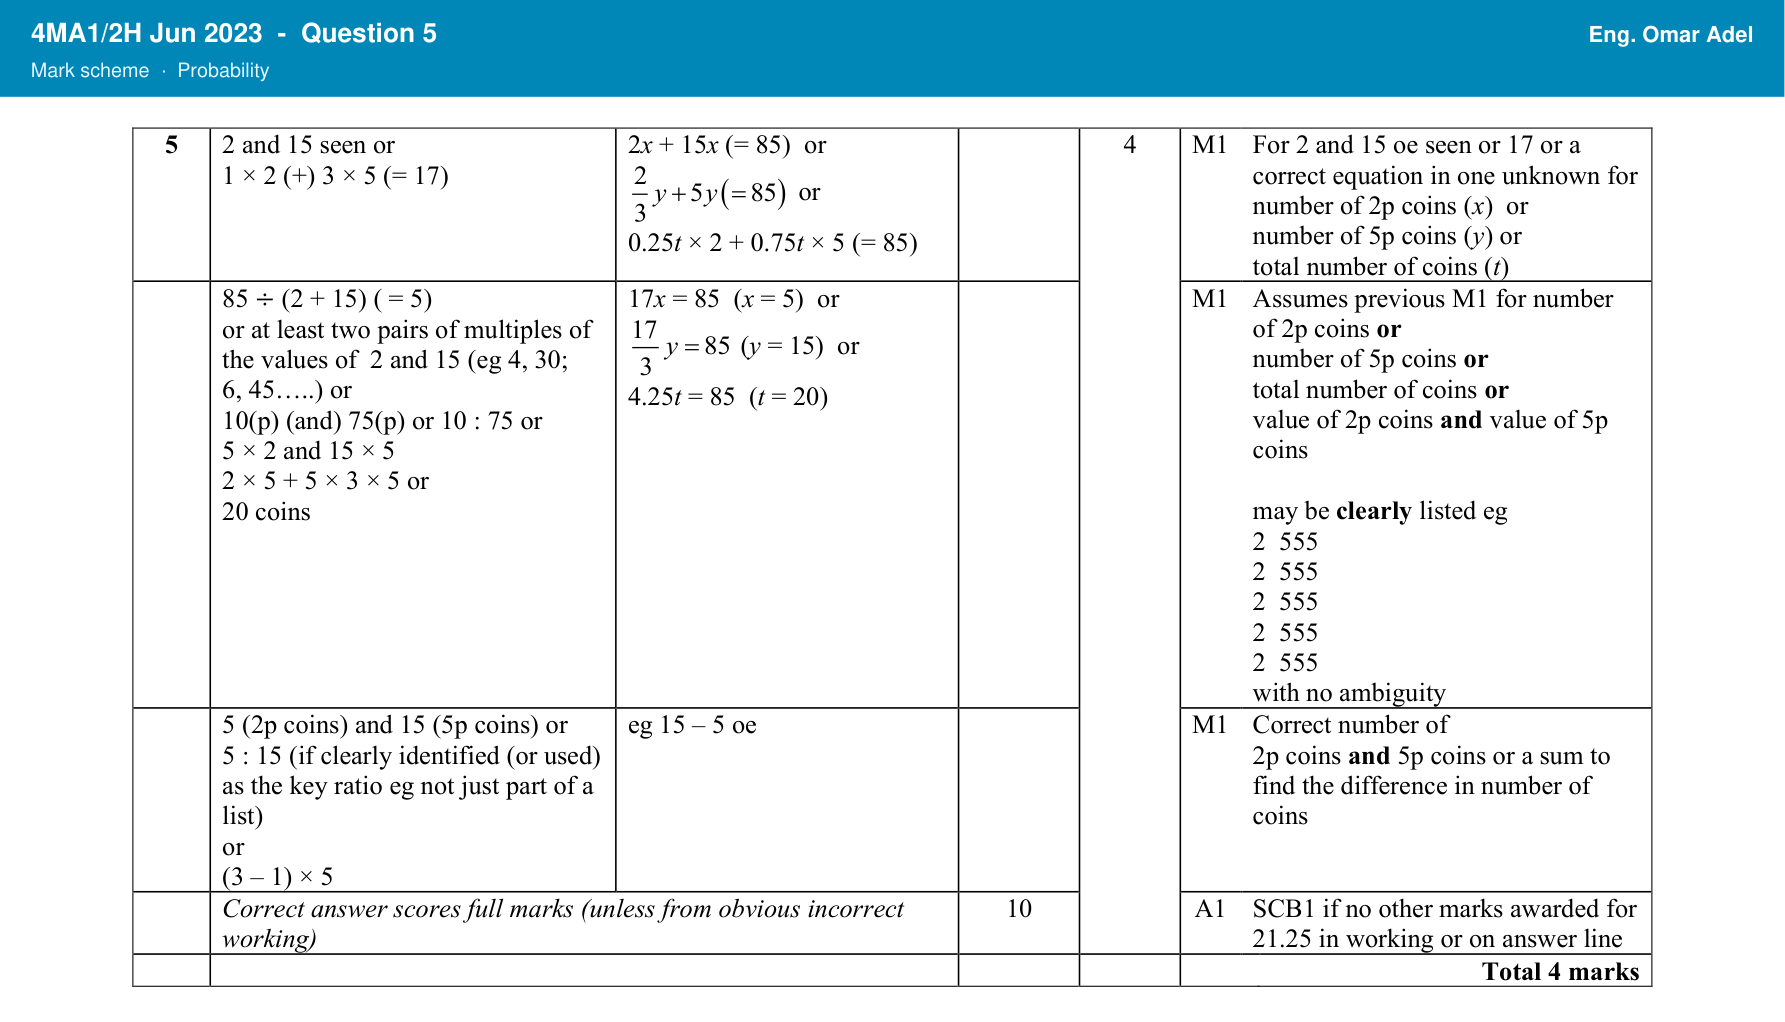 4MA1/2H Jun 2023 - Question 5
Eng. Omar Adel
Mark scheme · Probability
5
2 and 15 seen or
1 × 2 (+) 3 × 5 (= 17)
2x + 15x (= 85) or
2/3 y + 5y (= 85) or
0.25t × 2 + 0.75t × 5 (= 85)
4
M1
For 2 and 15 oe seen or 17 or a
correct equation in one unknown for
number of 2p coins (x) or
number of 5p coins (y) or
total number of coins (t)
85 ÷ (2 + 15) ( = 5)
or at least two pairs of multiples of
the values of 2 and 15 (eg 4, 30;
6, 45…..) or
10(p) (and) 75(p) or 10 : 75 or
5 × 2 and 15 × 5
2 × 5 + 5 × 3 × 5 or
20 coins
17x = 85 (x = 5) or
17/3 y = 85 (y = 15) or
4.25t = 85 (t = 20)
M1
Assumes previous M1 for number
of 2p coins or
number of 5p coins or
total number of coins or
value of 2p coins and value of 5p
coins
may be clearly listed eg
2 555
2 555
2 555
2 555
2 555
with no ambiguity
5 (2p coins) and 15 (5p coins) or
5 : 15 (if clearly identified (or used)
as the key ratio eg not just part of a
list)
or
(3 – 1) × 5
eg 15 – 5 oe
M1
Correct number of
2p coins and 5p coins or a sum to
find the difference in number of
coins
Correct answer scores full marks (unless from obvious incorrect
working)
10
A1
SCB1 if no other marks awarded for
21.25 in working or on answer line
Total 4 marks